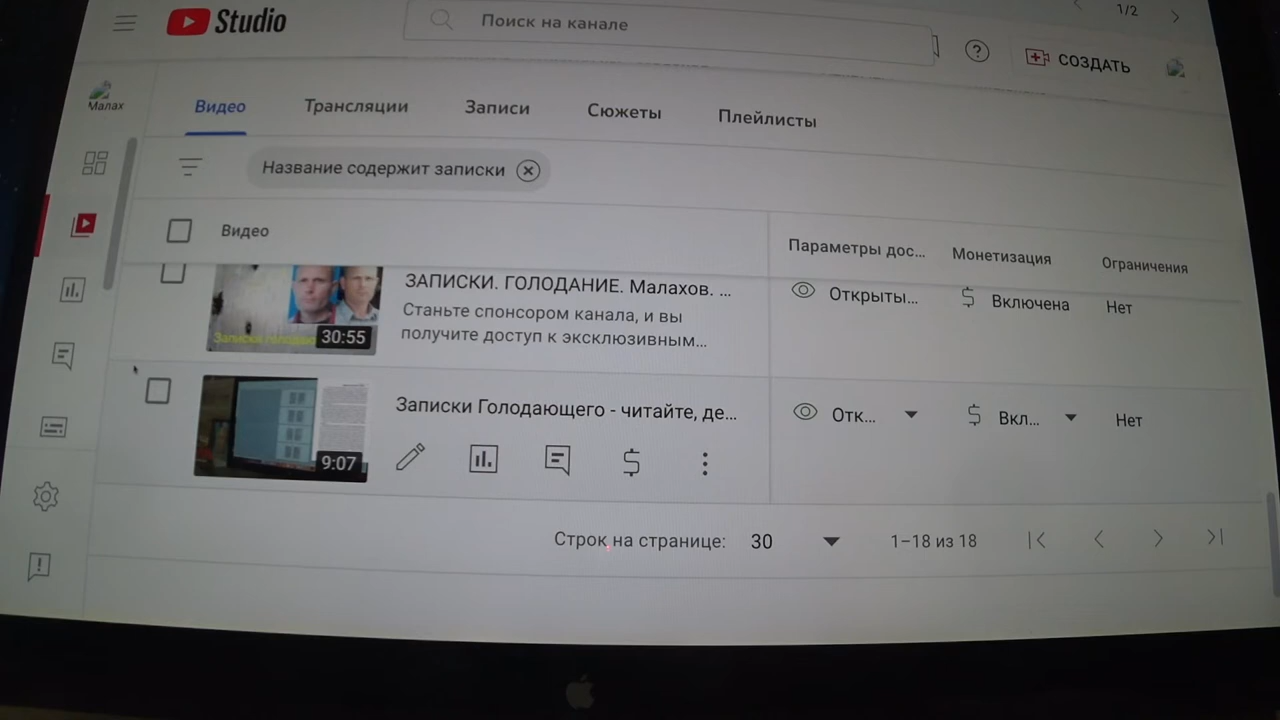 1/2
Studio
Поиск на канале
СОЗДАТЬ
Малах
Видео
Трансляции
Записи
Сюжеты
Плейлисты
Название содержит записки
Видео
Параметры дос...
Монетизация
Ограничения
ЗАПИСКИ. ГОЛОДАНИЕ. Малахов. ...
Станьте спонсором канала, и вы
получите доступ к эксклюзивным...
30:55
Открыты...
Включена
Нет
Записки Голодающего - читайте, де...
9:07
Отк...
Вкл...
Нет
Строк на странице:
30
1–18 из 18